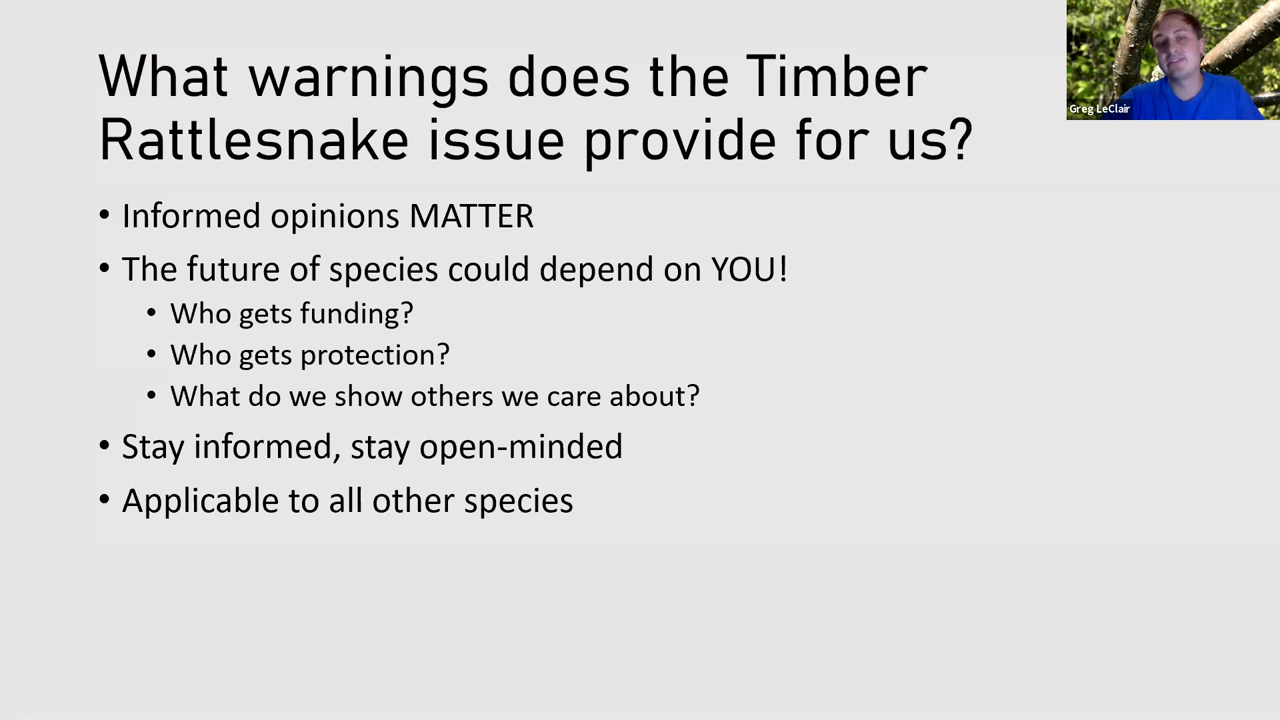 What warnings does the Timber
Rattlesnake issue provide for us?
Greg LeClair
• Informed opinions MATTER
• The future of species could depend on YOU!
• Who gets funding?
• Who gets protection?
• What do we show others we care about?
• Stay informed, stay open-minded
• Applicable to all other species